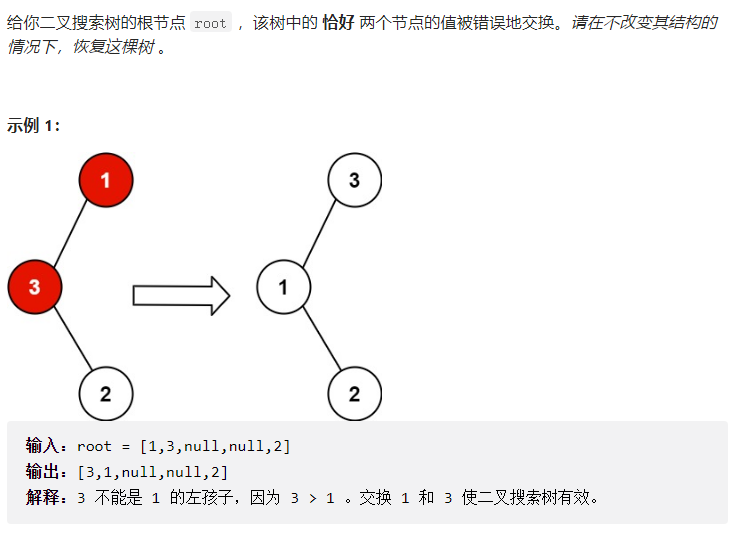 给你二叉搜索树的根节点 root ，该树中的 恰好 两个节点的值被错误地交换。请在不改变其结构的
情况下，恢复这棵树 。
示例 1：
1
3
3
1
2
2
输入：root = [1,3,null,null,2]
输出：[3,1,null,null,2]
解释：3 不能是 1 的左孩子，因为 3 > 1 。交换 1 和 3 使二叉搜索树有效。